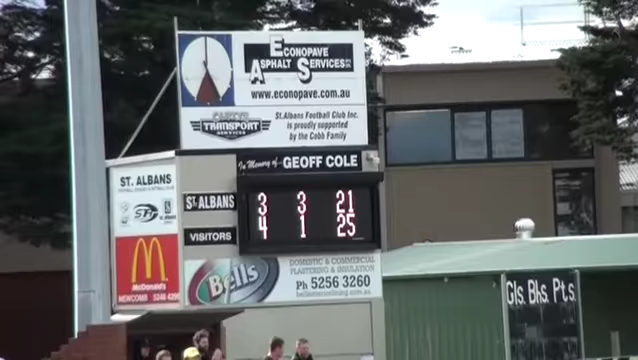 ECONOPAVE
ASPHALT SERVICES
www.econopave.com.au
TRANSPORT
SERVICES
St.Albans Football Club Inc.
is proudly supported
by the Cobb Family
In Memory of GEOFF COLE
ST. ALBANS
ST. ALBANS
3 3 21
VISITORS
4 1 25
McDonald's
NEWCOMB
Bells
DOMESTIC & COMMERCIAL
PLASTERING & INSULATION
Ph 5256 3260
Gls. Bks. Pts.